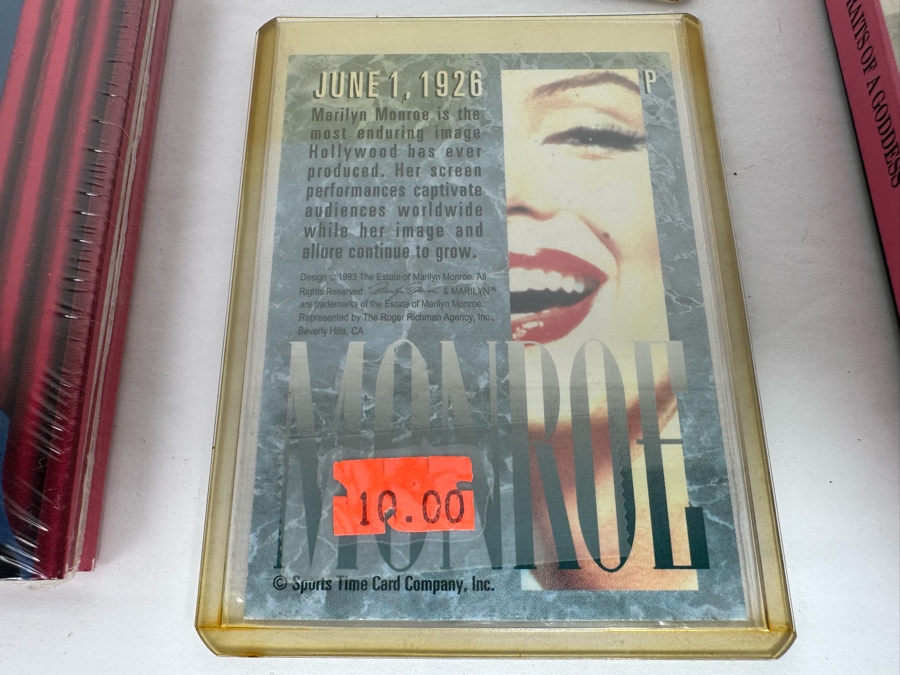 JUNE 1, 1926
P
Marilyn Monroe is the
most enduring image
Hollywood has ever
produced. Her screen
performances captivate
audiences worldwide
while her image and
allure continue to grow.
Design © 1993 The Estate of Marilyn Monroe. All
Rights Reserved. & MARILYN™
are trademarks of the Estate of Marilyn Monroe.
Represented by The Roger Richman Agency, Inc.,
Beverly Hills, CA
MONROE
10.00
© Sports Time Card Company, Inc.
RAITS OF A GODDESS